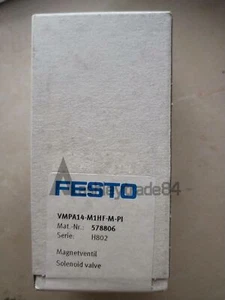 FESTO
VMPA14-M1HF-M-PI
Mat.-Nr.: 578806
Serie: H802
Magnetventil
Solenoid valve